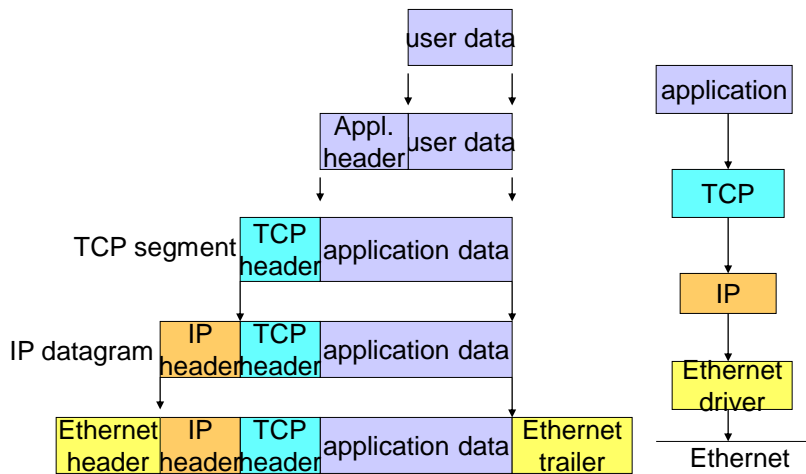 user data
Appl.
header
user data
TCP segment
TCP
header
application data
IP datagram
IP
header
TCP
header
application data
Ethernet
header
IP
header
TCP
header
application data
Ethernet
trailer
application
TCP
IP
Ethernet
driver
Ethernet